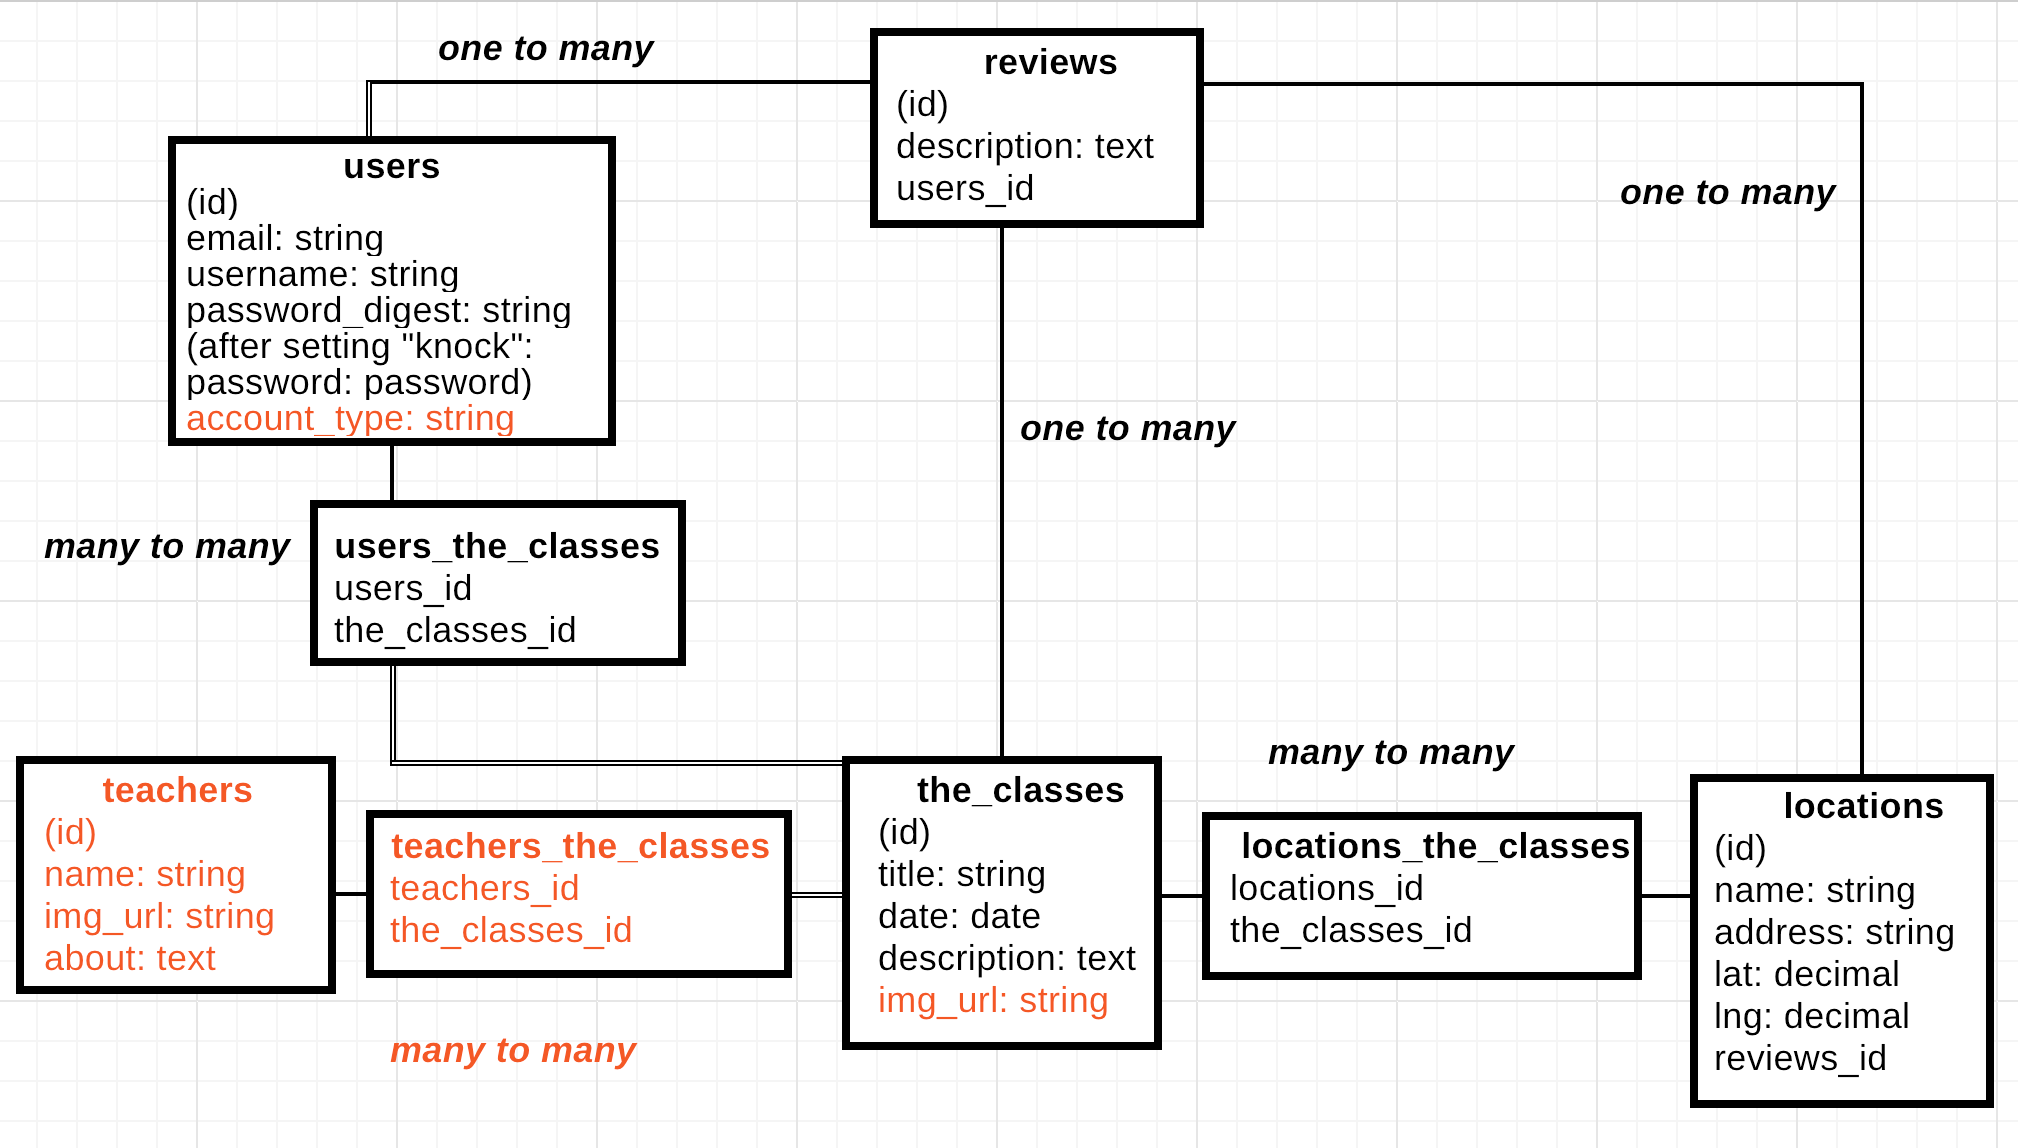 one to many
reviews
(id)
description: text
users_id
one to many
users
(id)
email: string
username: string
password_digest: string
(after setting "knock":
password: password)
account_type: string
one to many
many to many
users_the_classes
users_id
the_classes_id
many to many
teachers
(id)
name: string
img_url: string
about: text
teachers_the_classes
teachers_id
the_classes_id
many to many
the_classes
(id)
title: string
date: date
description: text
img_url: string
locations_the_classes
locations_id
the_classes_id
locations
(id)
name: string
address: string
lat: decimal
lng: decimal
reviews_id